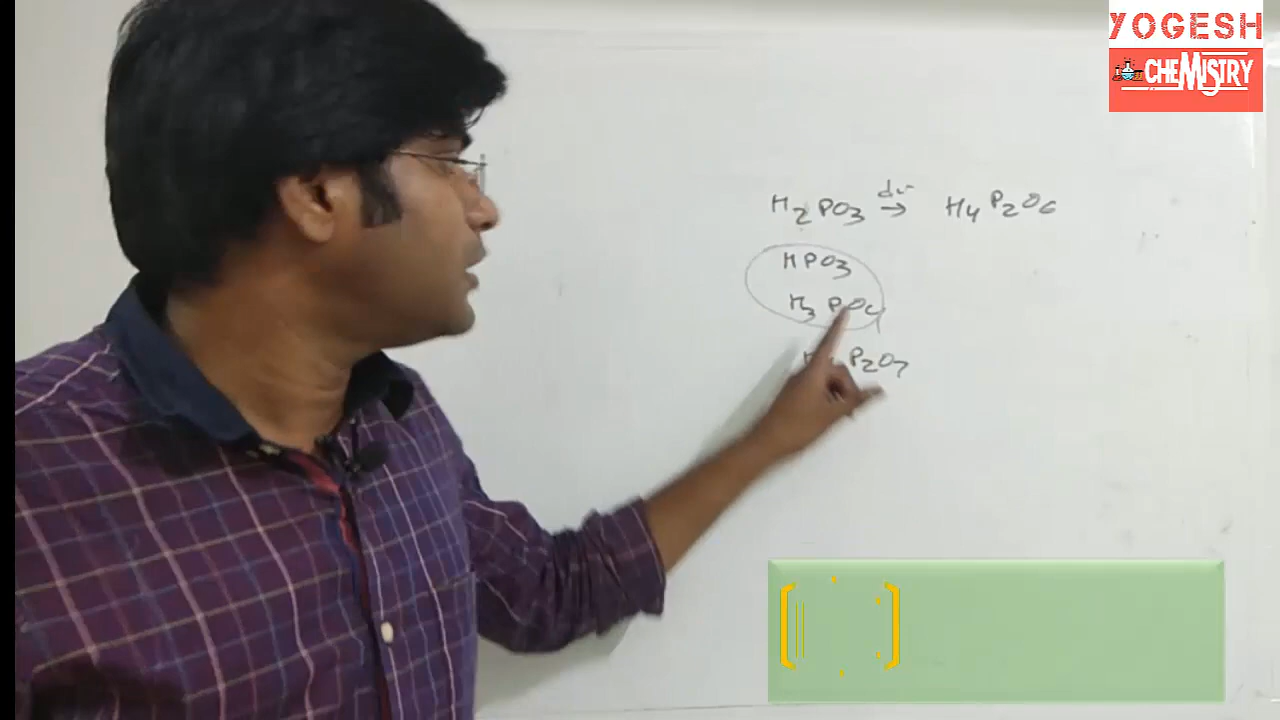 YOGESH
CHEMISTRY
H2PO3 → H4P2O6
HPO3
H3PO4
P2O7